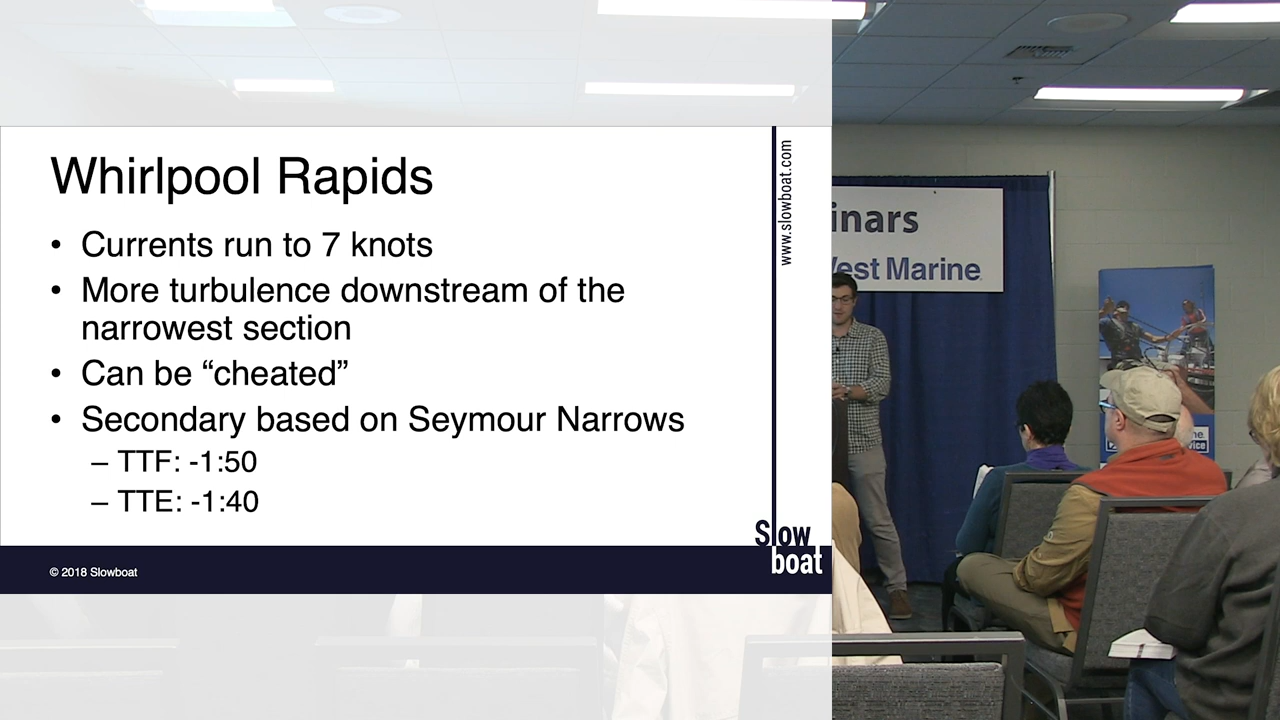 Whirlpool Rapids
• Currents run to 7 knots
• More turbulence downstream of the
narrowest section
• Can be “cheated”
• Secondary based on Seymour Narrows
– TTF: -1:50
– TTE: -1:40
www.slowboat.com
Slow
boat
© 2018 Slowboat
inars
West Marine